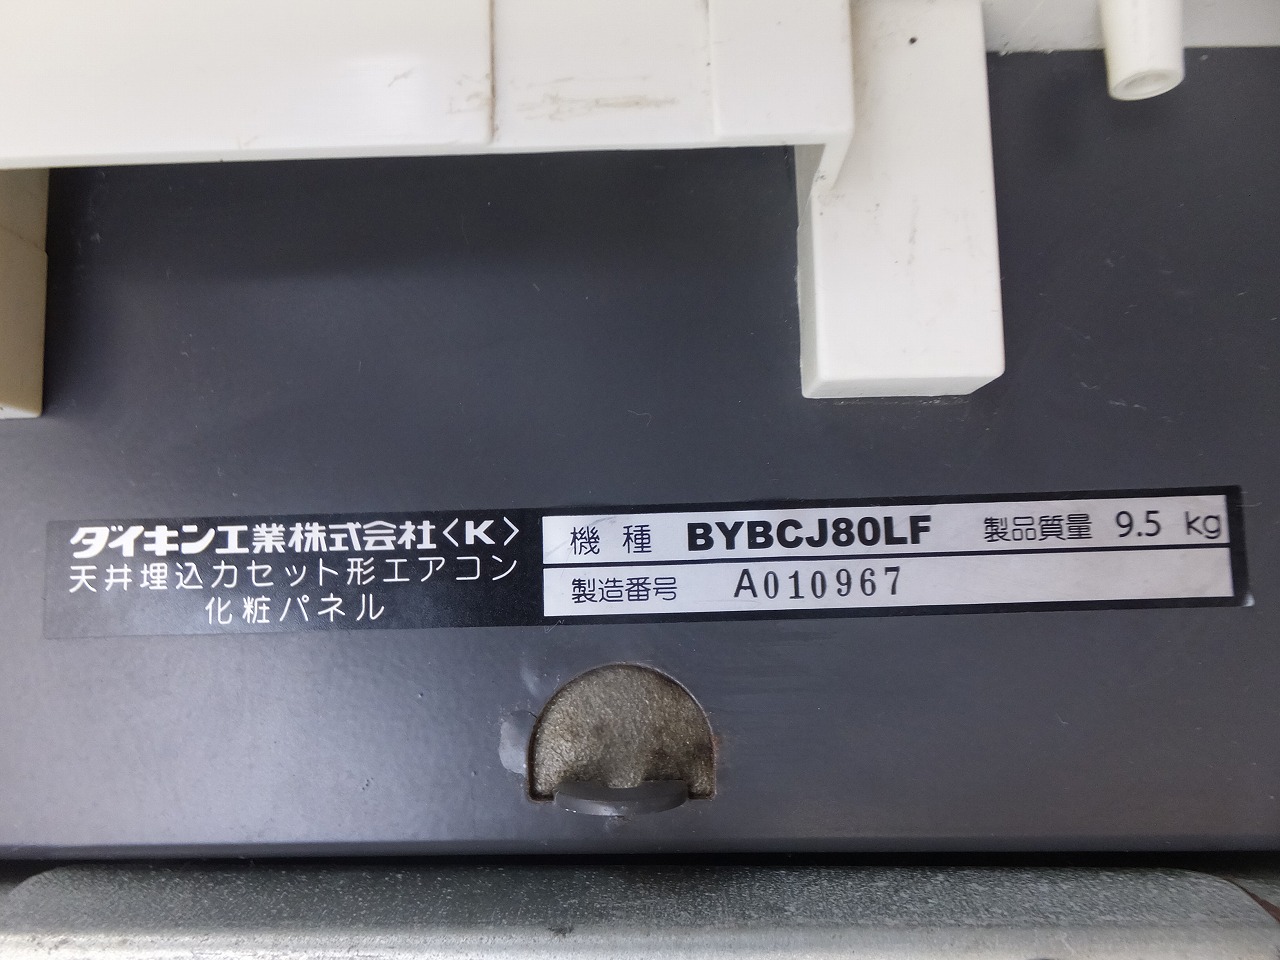 ダイキン工業株式会社〈K〉
天井埋込カセット形エアコン
化粧パネル
機種 BYBCJ80LF 製品質量 9.5 kg
製造番号 A010967